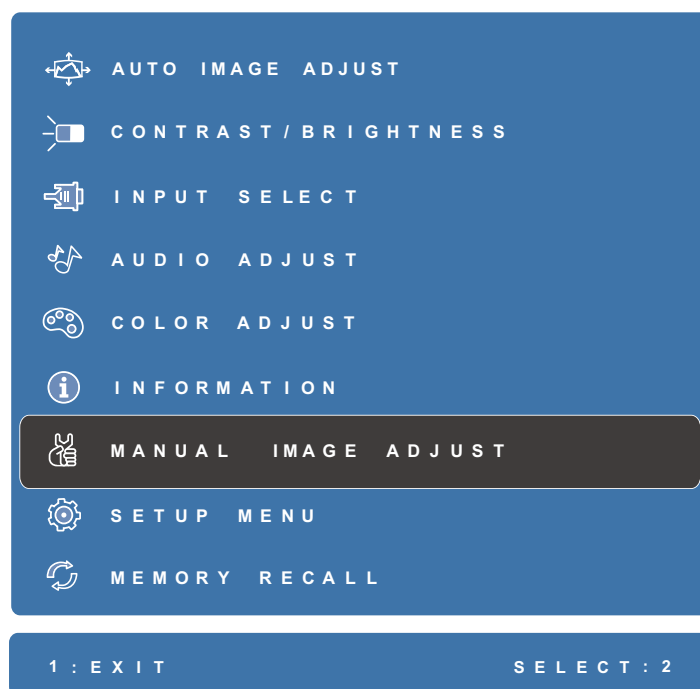 AUTO IMAGE ADJUST
CONTRAST/BRIGHTNESS
INPUT SELECT
AUDIO ADJUST
COLOR ADJUST
INFORMATION
MANUAL IMAGE ADJUST
SETUP MENU
MEMORY RECALL
1:EXIT SELECT:2